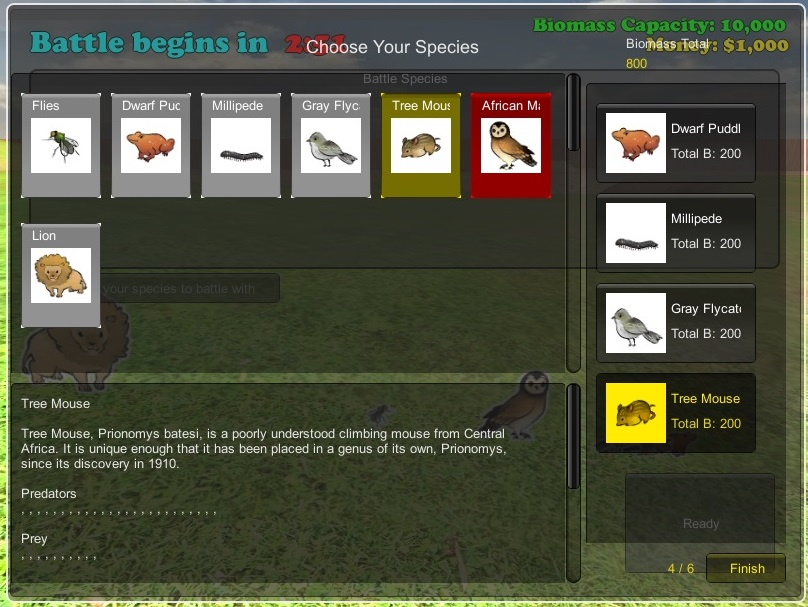 Battle begins in 2:51
Choose Your Species
Biomass Capacity: 10,000
Money: $1,000
Biomass Total
800
Battle Species
Flies
Dwarf Puc
Millipede
Gray Flyc
Tree Mous
African Ma
Lion
your species to battle with
Dwarf Puddl
Total B: 200
Millipede
Total B: 200
Gray Flycat
Total B: 200
Tree Mouse
Total B: 200
Tree Mouse
Tree Mouse, Prionomys batesi, is a poorly understood climbing mouse from Central
Africa. It is unique enough that it has been placed in a genus of its own, Prionomys,
since its discovery in 1910.
Predators
, , , , , , , , , , , , , , , , , , , , , , , , ,
Prey
, , , , , , , , , ,
Ready
4 / 6
Finish